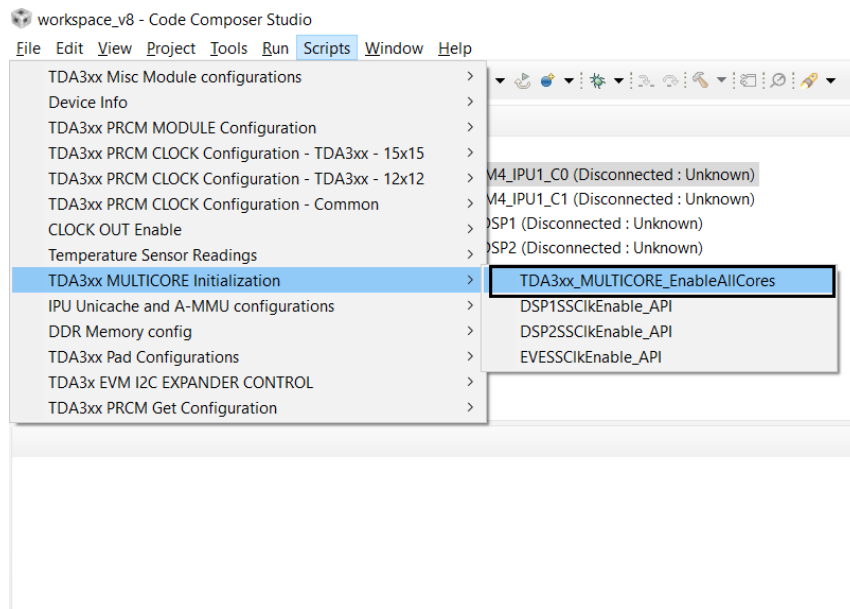 workspace_v8 - Code Composer Studio
File Edit View Project Tools Run Scripts Window Help
TDA3xx Misc Module configurations
Device Info
TDA3xx PRCM MODULE Configuration
TDA3xx PRCM CLOCK Configuration - TDA3xx - 15x15
TDA3xx PRCM CLOCK Configuration - TDA3xx - 12x12
TDA3xx PRCM CLOCK Configuration - Common
CLOCK OUT Enable
Temperature Sensor Readings
TDA3xx MULTICORE Initialization
IPU Unicache and A-MMU configurations
DDR Memory config
TDA3xx Pad Configurations
TDA3x EVM I2C EXPANDER CONTROL
TDA3xx PRCM Get Configuration
M4_IPU1_C0 (Disconnected : Unknown)
M4_IPU1_C1 (Disconnected : Unknown)
DSP1 (Disconnected : Unknown)
DSP2 (Disconnected : Unknown)
TDA3xx_MULTICORE_EnableAllCores
DSP1SSClkEnable_API
DSP2SSClkEnable_API
EVESSClkEnable_API